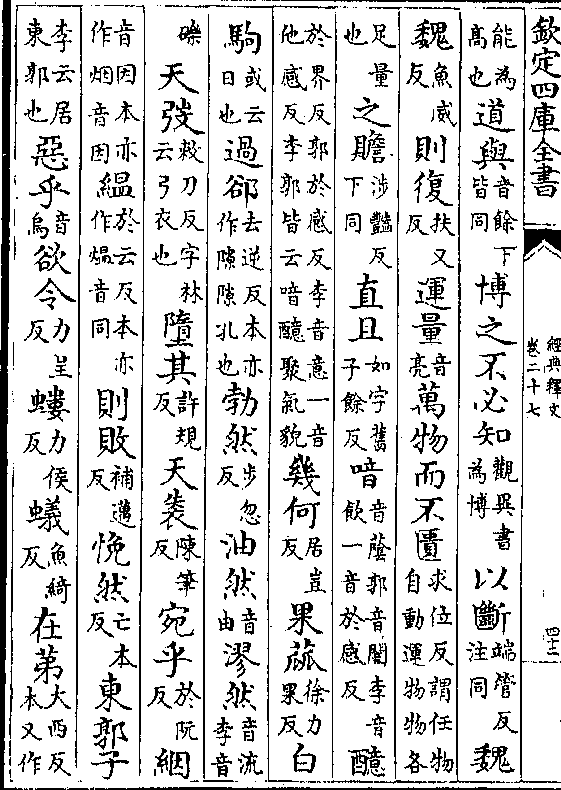 欽定四庫全書
經典釋文
卷二十七
能為高也道與音餘下皆同博之不必知觀異書為博以斷端管反注同魏
魏魚威反則復扶又反運量音亮萬物而不匱求位反謂任物自動運物物各
足量也之贍涉豔反下同直且如字舊子餘反喑音蔭郭音闇李音飲一音於感反醷
於界反郭於感反李音意一音他感反李郭皆云喑醷聚氣貌幾何居豈反果蓏徐力果反白
駒或云日也過郤去逆反本亦作隙隙孔也勃然步忽反油然音由漻然音流李音
礫天弢敕刀反字林云弓衣也墮其許規反天袠陳筆反宛乎於阮反絪
音因本亦作烟音因緼於云反本亦作熅音同則敗補邁反悗然亡本反東郭子
李云居東郭也惡乎音烏欲令力呈反螻力侯反蟻魚綺反在苐大西反本又作